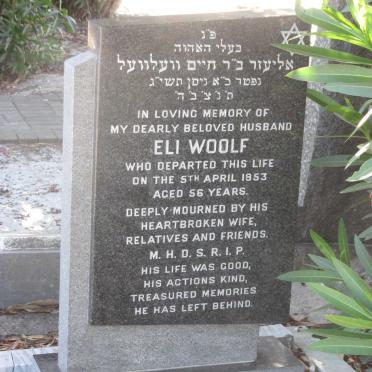 פ״נ
בעלי האהוב
אליעזר ב״ר חיים וועלוועל
נפטר כ״א ניסן תשי״ג
ת׳נ׳צ׳ב׳ה׳
IN LOVING MEMORY OF
MY DEARLY BELOVED HUSBAND
ELI WOOLF
WHO DEPARTED THIS LIFE
ON THE 5TH APRIL 1953
AGED 56 YEARS.
DEEPLY MOURNED BY HIS
HEARTBROKEN WIFE,
RELATIVES AND FRIENDS.
M.H.D.S.R.I.P.
HIS LIFE WAS GOOD,
HIS ACTIONS KIND,
TREASURED MEMORIES
HE HAS LEFT BEHIND.